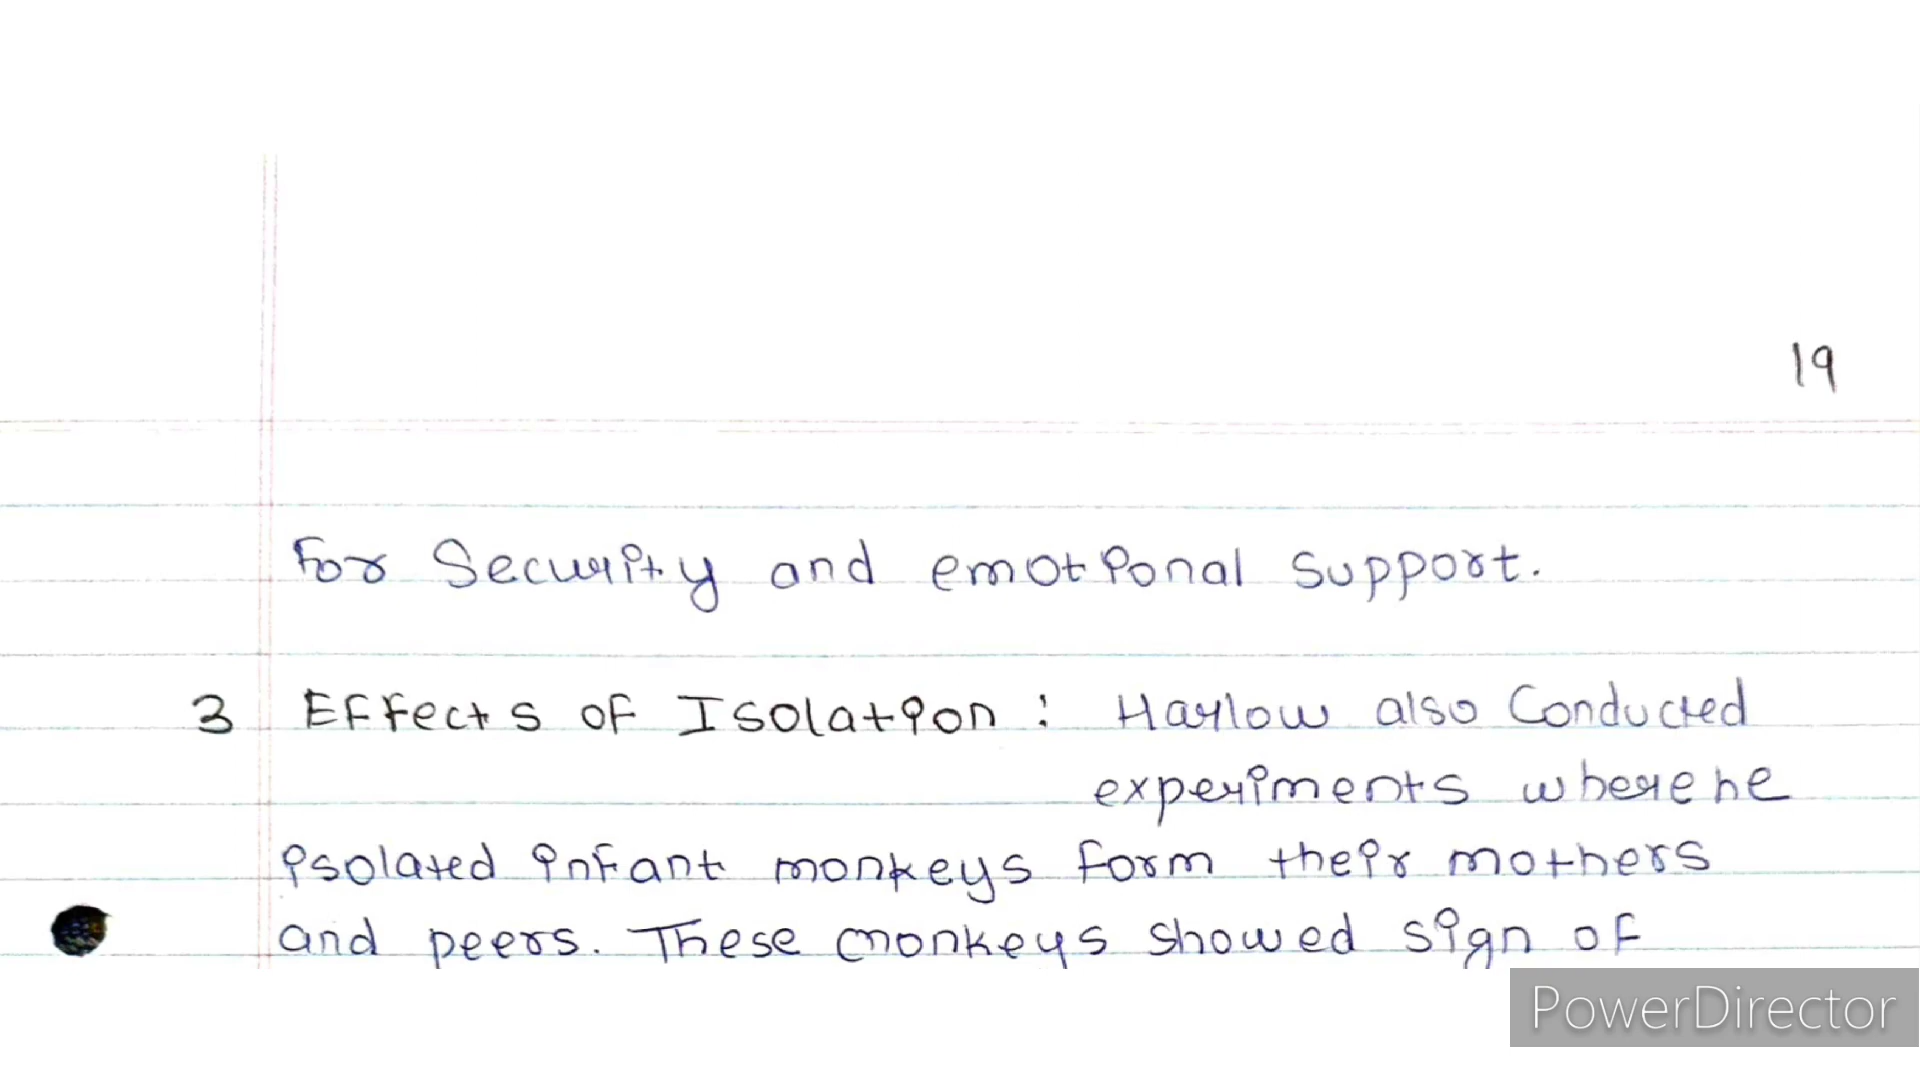 19
For Security and emotional support.
3 Effects of Isolation : Harlow also Conducted
experiments where he
isolated infant monkeys form their mothers
and peers. These monkeys showed sign of
PowerDirector